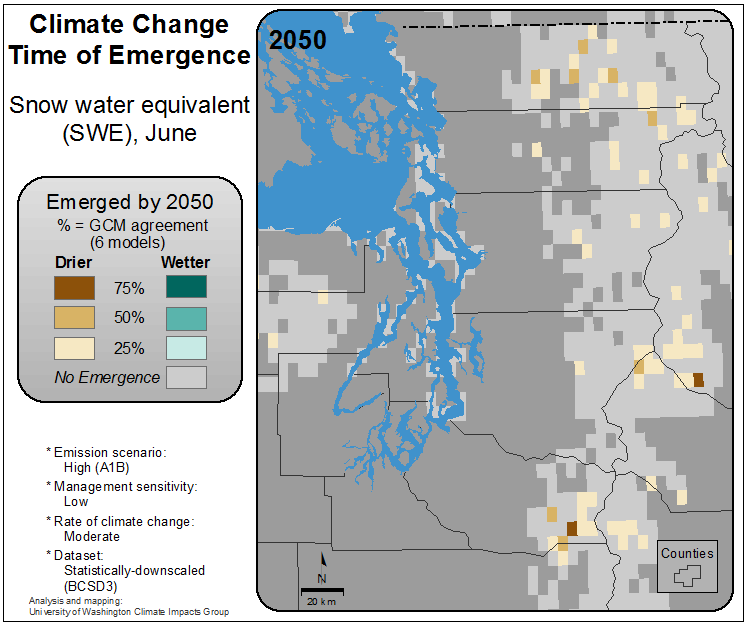 Climate Change
Time of Emergence
Snow water equivalent
(SWE), June
Emerged by 2050
% = GCM agreement
(6 models)
Drier Wetter
75%
50%
25%
No Emergence
* Emission scenario:
High (A1B)
* Management sensitivity:
Low
* Rate of climate change:
Moderate
* Dataset:
Statistically-downscaled
(BCSD3)
Analysis and mapping:
University of Washington Climate Impacts Group
2050
N
20 km
Counties